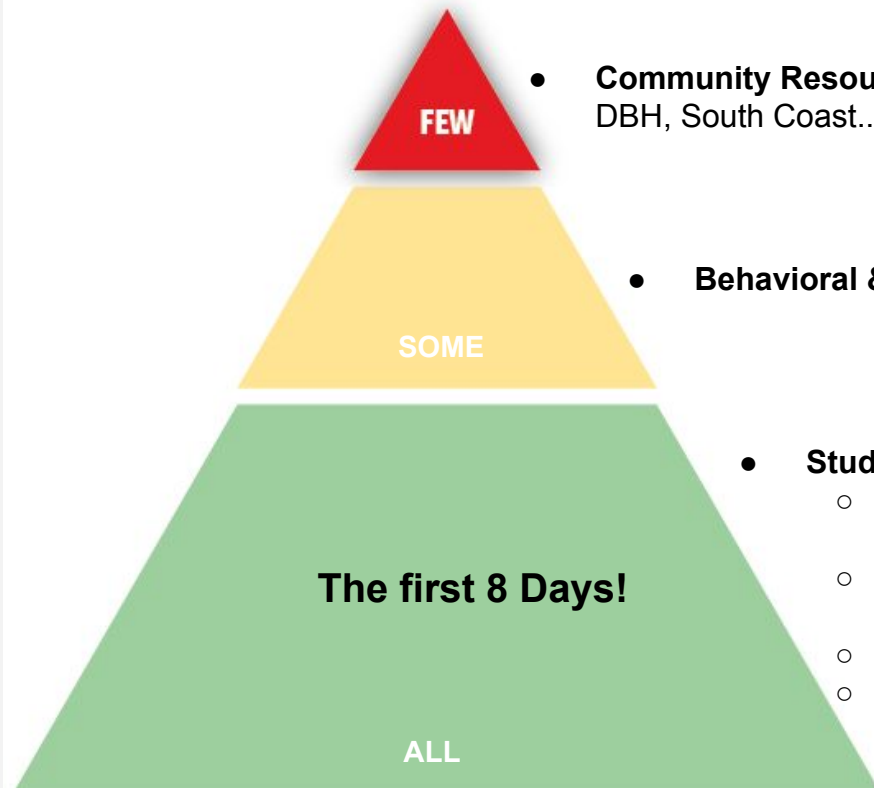 ● Community Resou
FEW
DBH, South Coast..
● Behavioral &
SOME
● Stud
○
○
The first 8 Days!
○
○
ALL